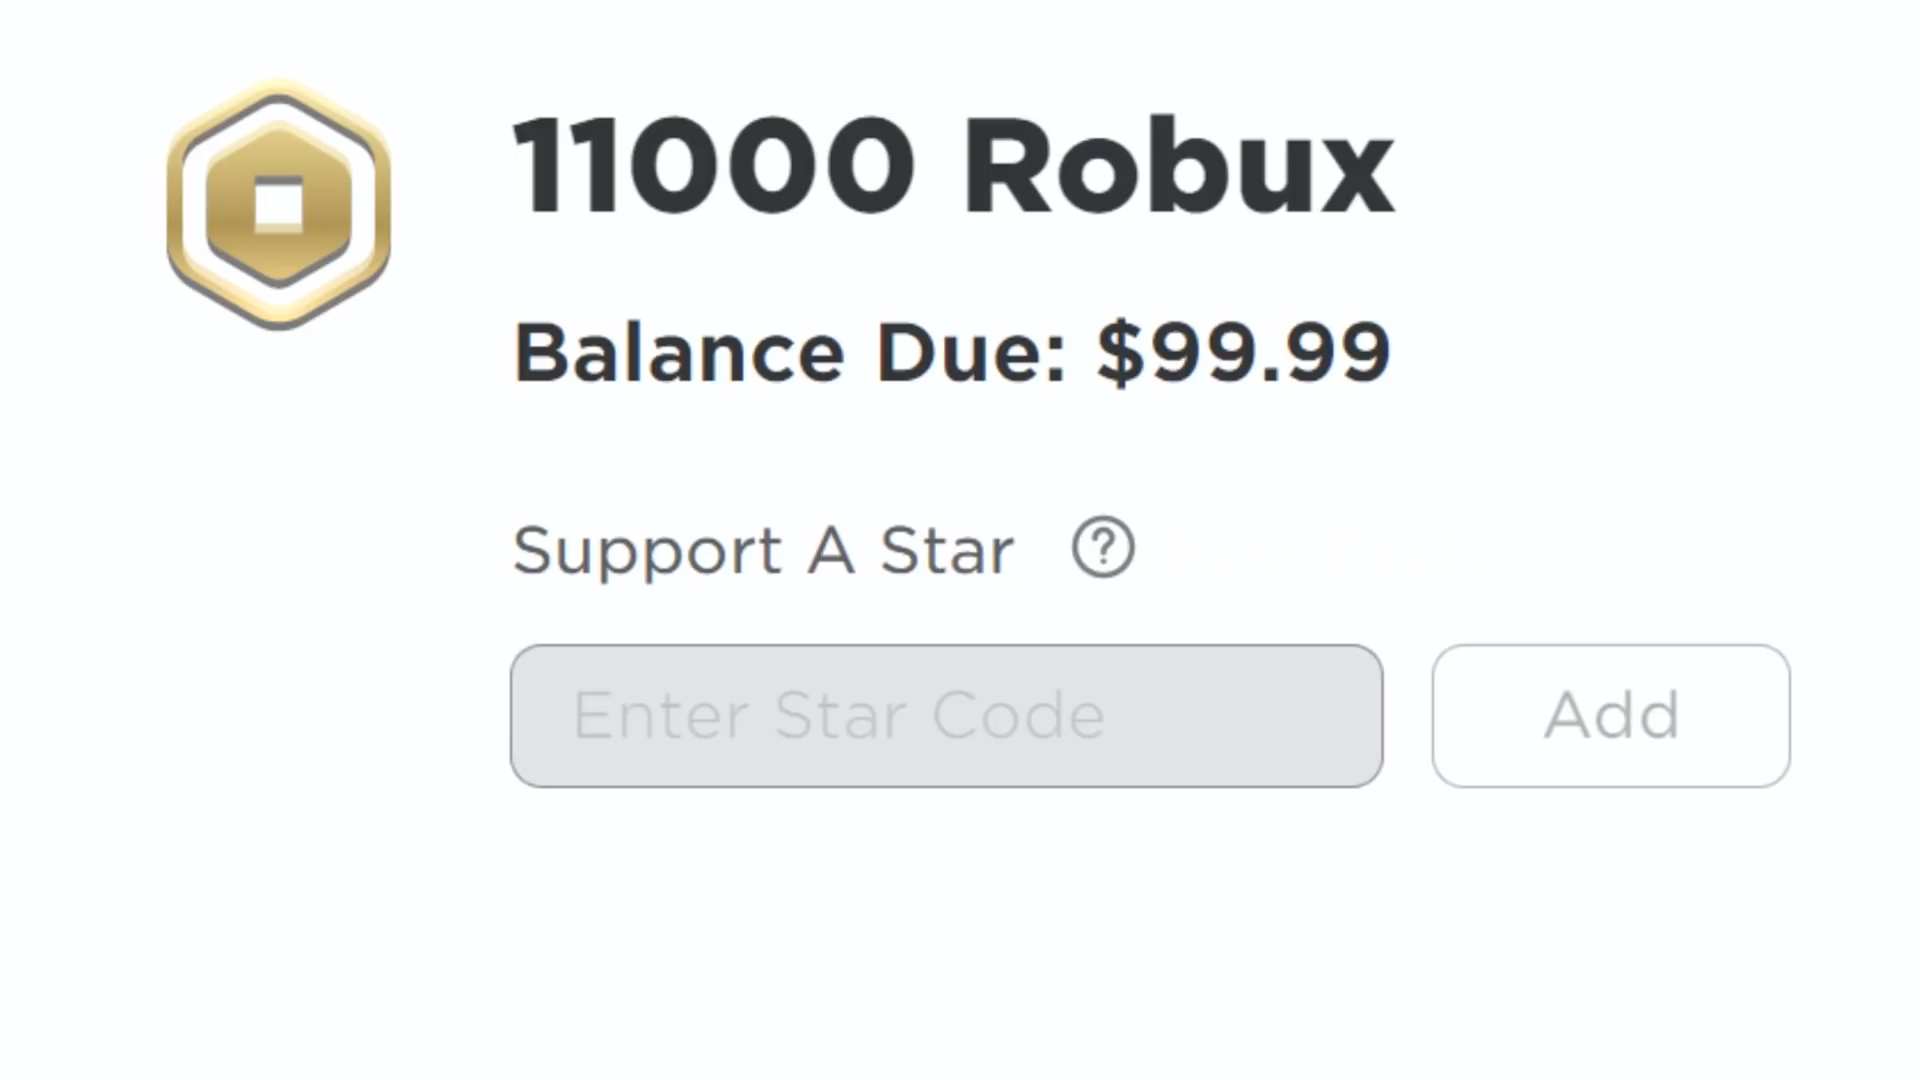 11000 Robux
Balance Due: $99.99
Support A Star ?
Enter Star Code
Add